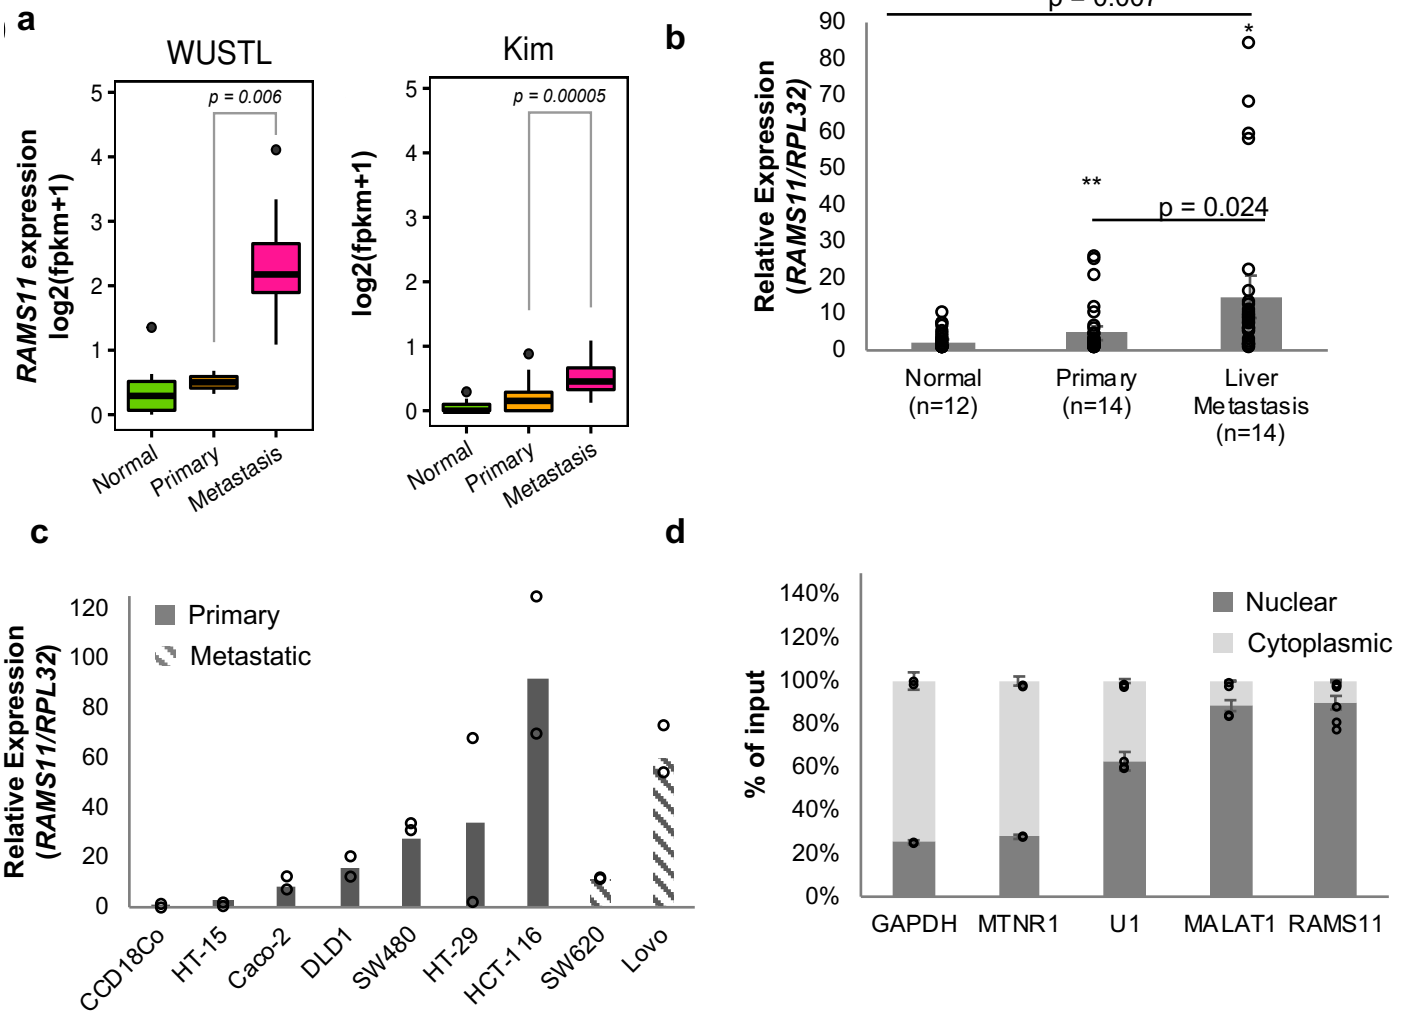 a
WUSTL
Kim
RAMS11 expression
log2(fpkm+1)
5
4
3
2
1
0
p = 0.006
Normal
Primary
Metastasis
log2(fpkm+1)
5
4
3
2
1
0
p = 0.00005
Normal
Primary
Metastasis
b
Relative Expression
(RAMS11/RPL32)
90
80
70
60
50
40
30
20
10
0
*
**
p = 0.024
Normal
(n=12)
Primary
(n=14)
Liver
Metastasis
(n=14)
c
Relative Expression
(RAMS11/RPL32)
120
100
80
60
40
20
0
Primary
Metastatic
CCD18Co
HT-15
Caco-2
DLD1
SW480
HT-29
HCT-116
SW620
Lovo
d
% of input
140%
120%
100%
80%
60%
40%
20%
0%
Nuclear
Cytoplasmic
GAPDH
MTNR1
U1
MALAT1
RAMS11